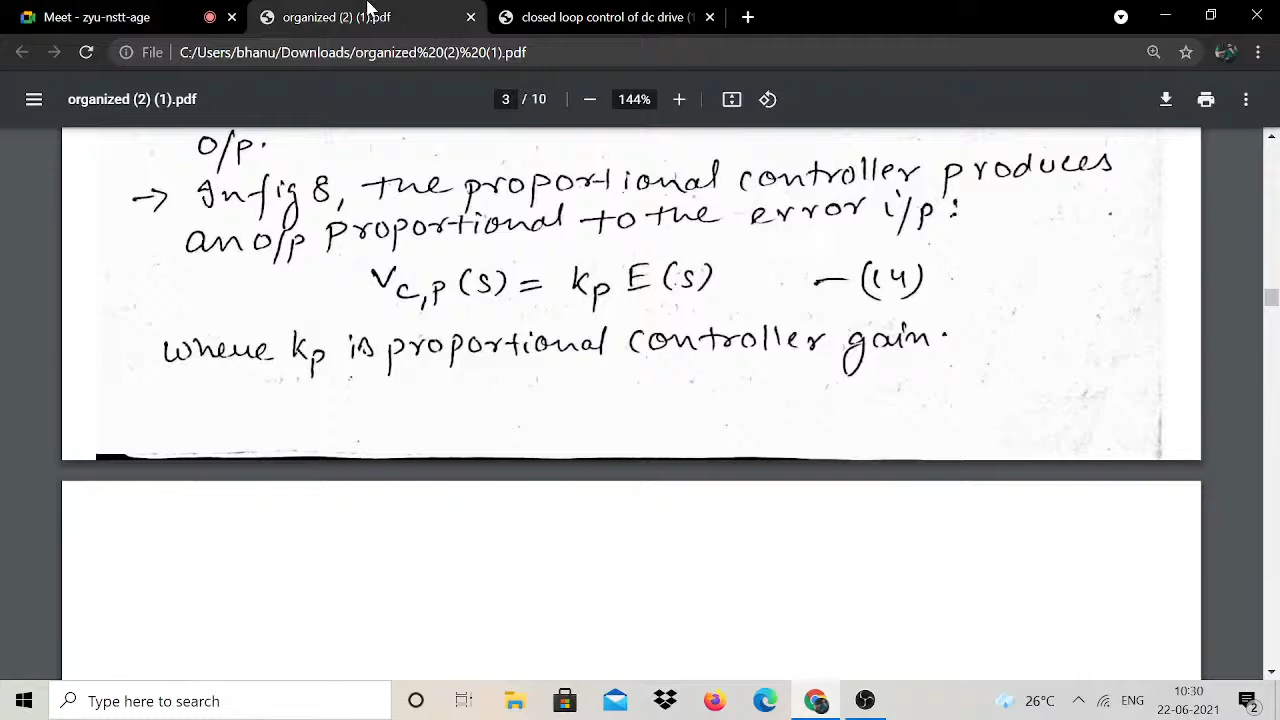 Meet - zyu-nstt-age
organized (2) (1).pdf
closed loop control of dc drive (1
File
C:/Users/bhanu/Downloads/organized%20(2)%20(1).pdf
organized (2) (1).pdf
3 / 10
144%
O/p.
→ In fig 8, the proportional controller produces
an o/p proportional to the error i/p:
Vc,p (s) = kp E (s) - (14)
where kp is proportional controller gain.
Type here to search
26°C
ENG
10:30
22-06-2021
2